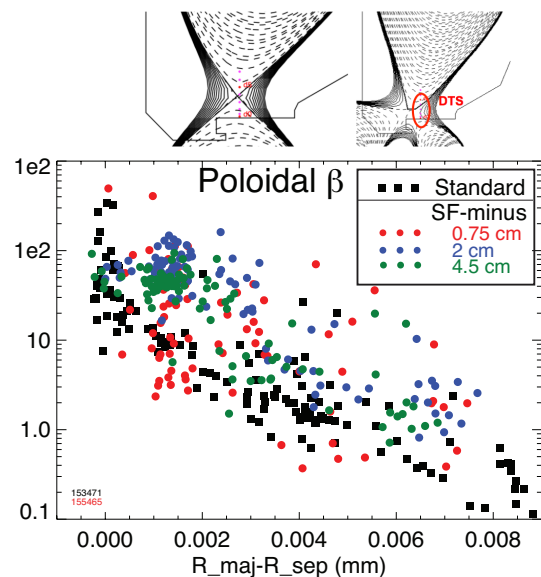 DTS
Poloidal β
Standard
SF-minus
0.75 cm
2 cm
4.5 cm
1e2
1e2
10
1.0
0.1
153471
155465
0.000 0.002 0.004 0.006 0.008
R_maj-R_sep (mm)